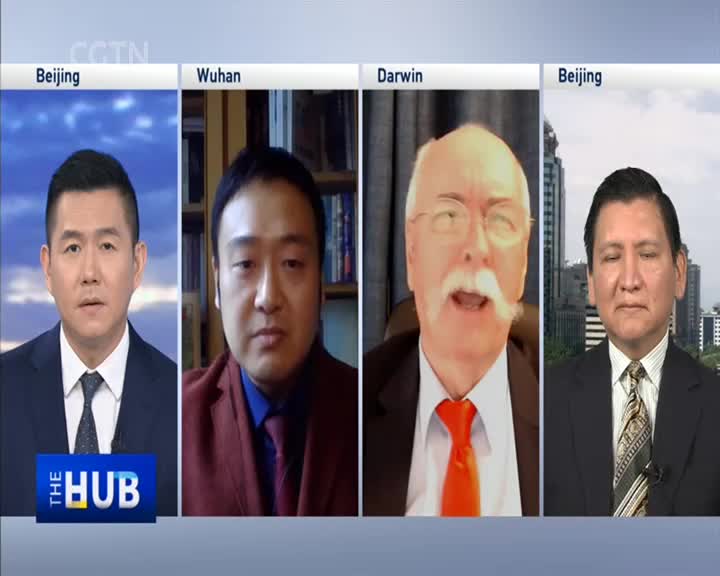 CGTN
Beijing
Wuhan
Darwin
Beijing
THE HUB